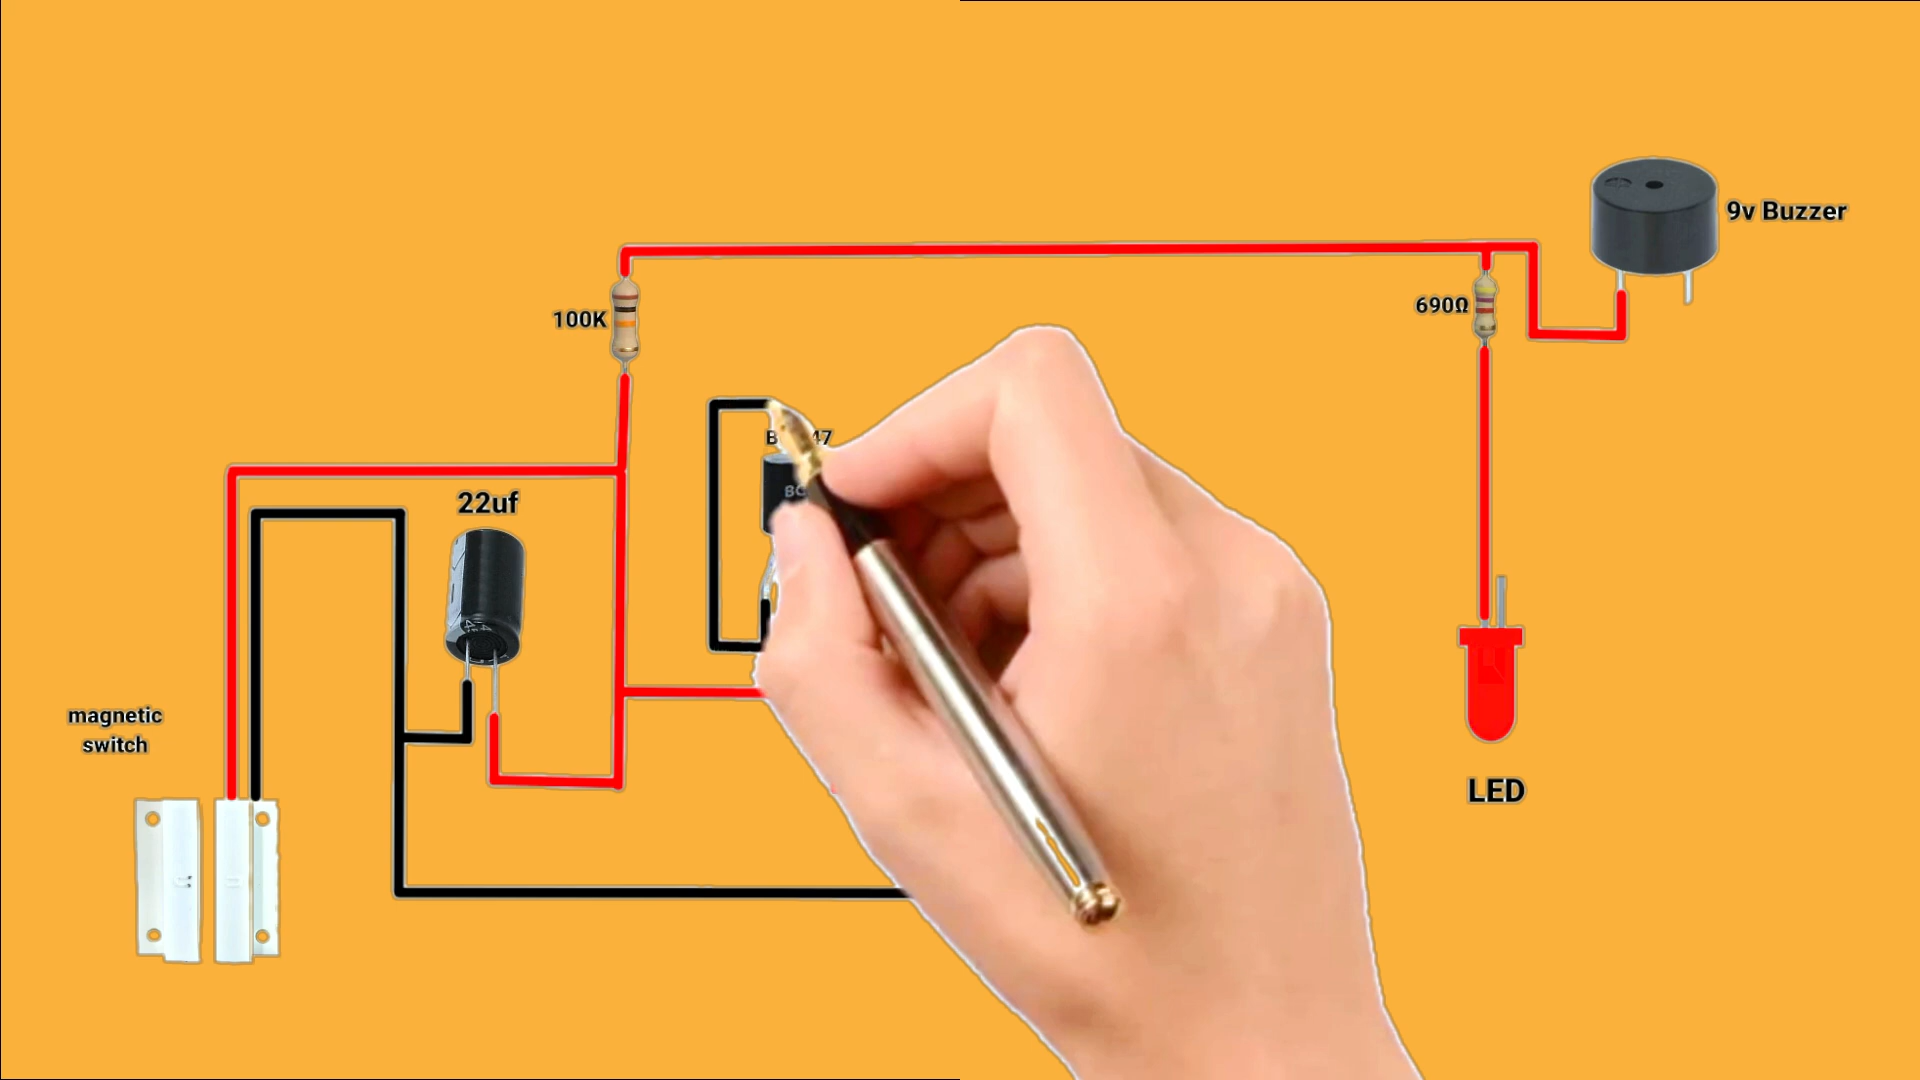 9v Buzzer
690Ω
100K
22uf
magnetic
switch
LED